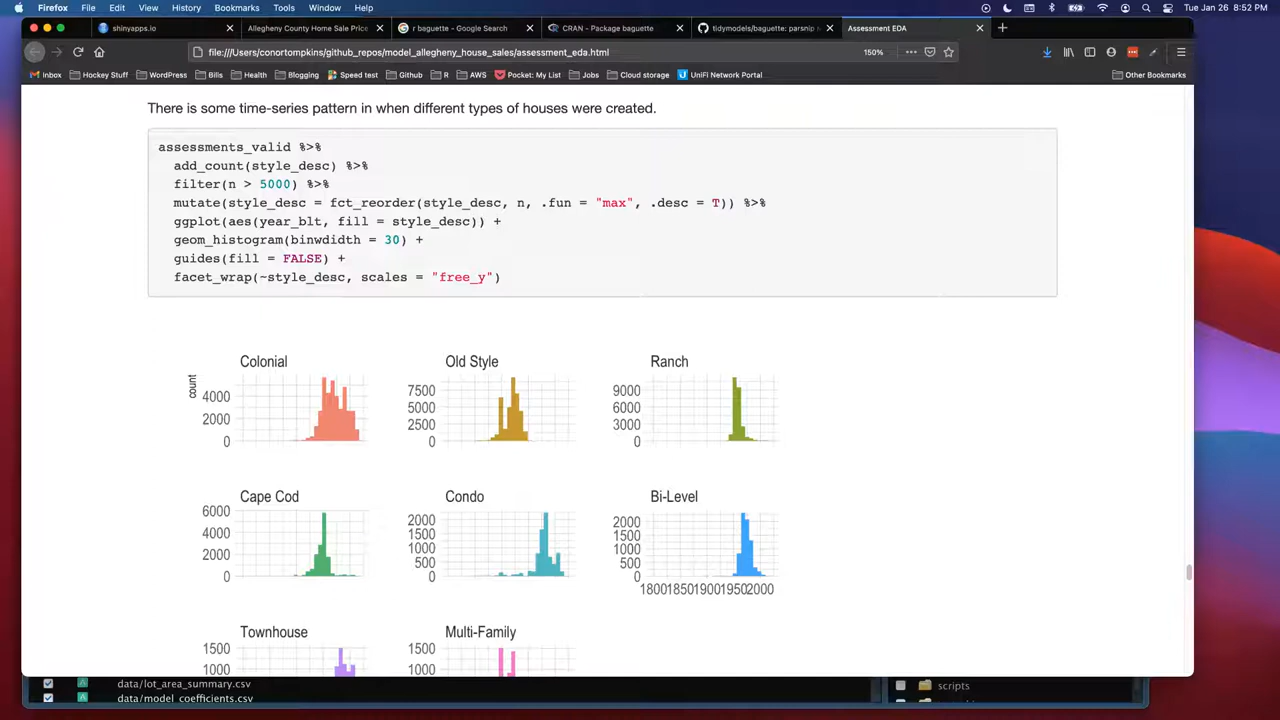 Firefox File Edit View History Bookmarks Tools Window Help Tue Jan 26 8:52 PM
shinyapps.io Allegheny County Home Sale Price r baguette - Google Search CRAN - Package baguette tidymodels/baguette: parsnip Assessment EDA
file:///Users/conortompkins/github_repos/model_allegheny_house_sales/assessment_eda.html 150%
Inbox Hockey Stuff WordPress Bills Health Blogging Speed test Github R AWS Pocket: My List Jobs Cloud storage UniFi Network Portal Other Bookmarks
There is some time-series pattern in when different types of houses were created.
assessments_valid %>%
add_count(style_desc) %>%
filter(n > 5000) %>%
mutate(style_desc = fct_reorder(style_desc, n, .fun = "max", .desc = T)) %>%
ggplot(aes(year_blt, fill = style_desc)) +
geom_histogram(binwdidth = 30) +
guides(fill = FALSE) +
facet_wrap(~style_desc, scales = "free_y")
Colonial Old Style Ranch
count
4000
2000
0
7500
5000
2500
0
9000
6000
3000
0
Cape Cod Condo Bi-Level
6000
4000
2000
0
2000
1500
1000
500
0
2000
1500
1000
500
0
1800 1850 1900 1950 2000
Townhouse Multi-Family
1500
1000
1500
1000
data/lot_area_summary.csv
data/model_coefficients.csv
scripts